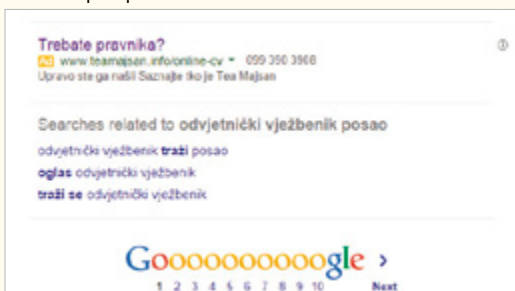 Trebate pravnika?
Ad www.teamajsan.info/online-cv 099 390 3968
Upravo ste ga našli! Saznajte tko je Tea Majsan
Searches related to odvjetnički vježbenik posao
odvjetnički vježbenik traži posao
oglas odvjetnički vježbenik
traži se odvjetnički vježbenik
Goooooooooogle >
1 2 3 4 5 6 7 8 9 10 Next